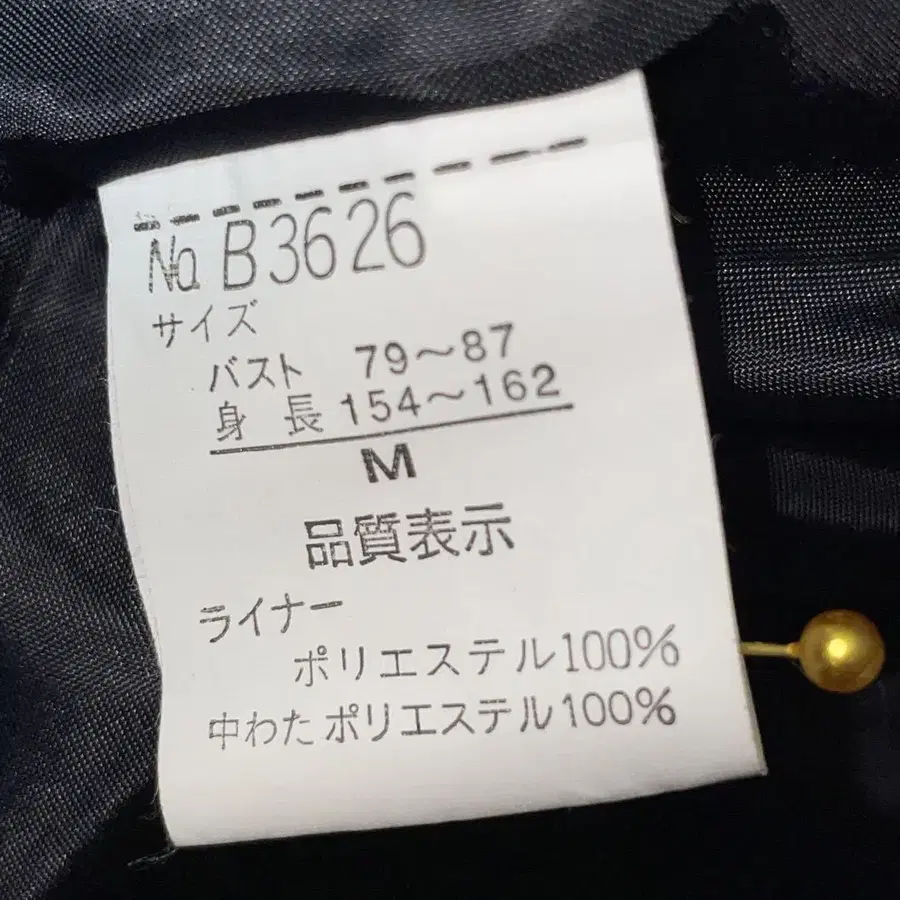 No. B3626
サイズ
バスト 79～87
身長 154～162
M
品質表示
ライナー
ポリエステル100%
中わた ポリエステル100%